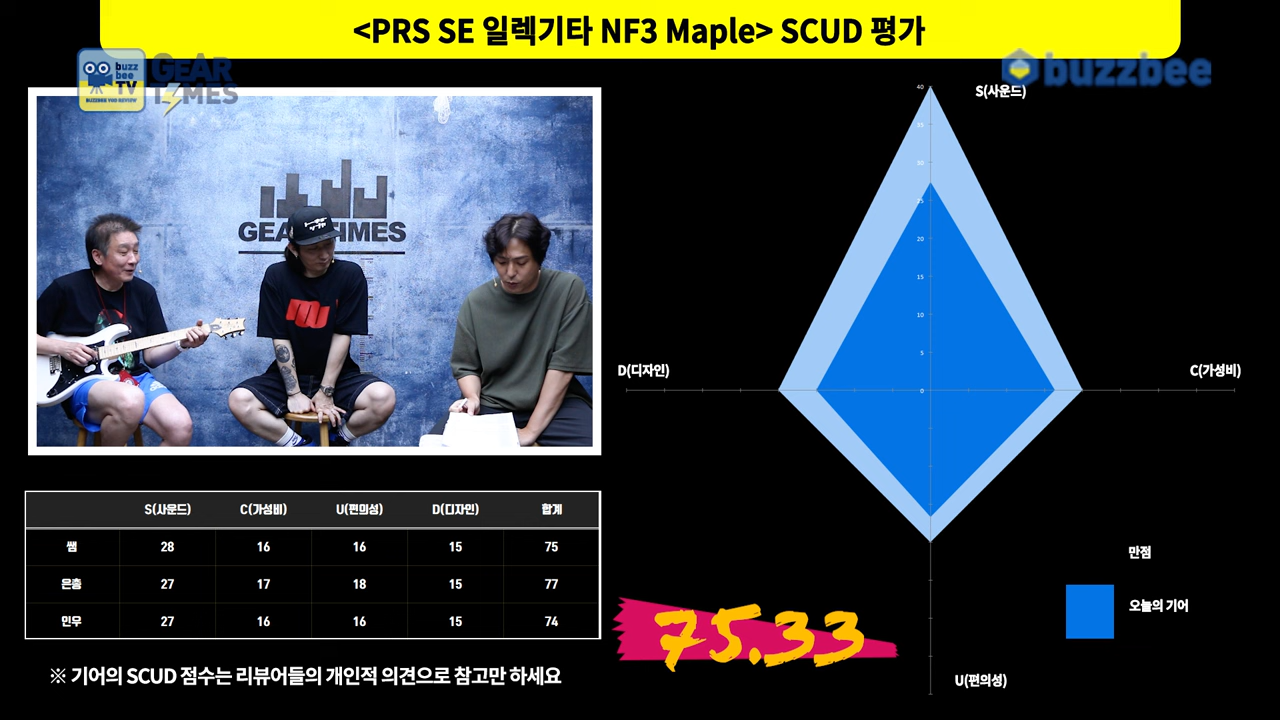 <PRS SE 일렉기타 NF3 Maple> SCUD 평가
buzz
bee
TV
BUZZBEE VOD REVIEW
GEAR
TIMES
buzzbee
GEAR TIMES
S(사운드)
40
35
30
25
20
15
10
5
0
D(디자인)
C(가성비)
U(편의성)
만점
오늘의 기어
S(사운드) C(가성비) U(편의성) D(디자인) 합계
쌤 28 16 16 15 75
은총 27 17 18 15 77
민우 27 16 16 15 74
75.33
※ 기어의 SCUD 점수는 리뷰어들의 개인적 의견으로 참고만 하세요